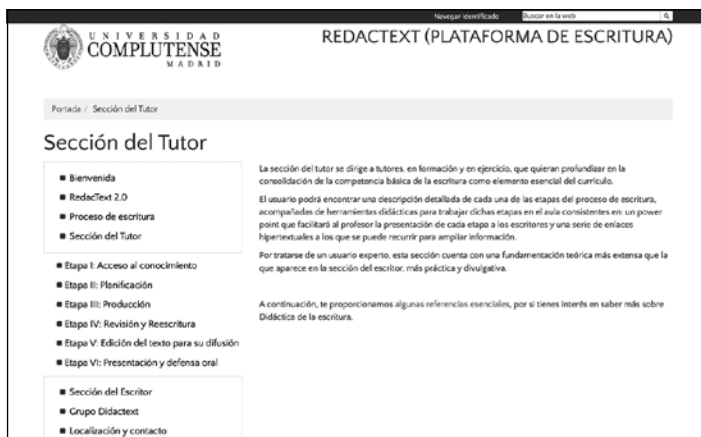 Navegar identificado
Buscar en la web
UNIVERSIDAD
COMPLUTENSE
MADRID
REDACTEXT (PLATAFORMA DE ESCRITURA)
Portada / Sección del Tutor
Sección del Tutor
Bienvenida
RedacText 2.0
Proceso de escritura
Sección del Tutor
Etapa I: Acceso al conocimiento
Etapa II: Planificación
Etapa III: Producción
Etapa IV: Revisión y Reescritura
Etapa V: Edición del texto para su difusión
Etapa VI: Presentación y defensa oral
Sección del Escritor
Grupo Didactext
Localización y contacto
La sección del tutor se dirige a tutores, en formación y en ejercicio, que quieran profundizar en la
consolidación de la competencia básica de la escritura como elemento esencial del currículo.
El usuario podrá encontrar una descripción detallada de cada una de las etapas del proceso de escritura,
acompañadas de herramientas didácticas para trabajar dichas etapas en el aula consistentes en: un power
point que facilitará al profesor la presentación de cada etapa a los escritores y una serie de enlaces
hipertextuales a los que se puede recurrir para ampliar información.
Por tratarse de un usuario experto, esta sección cuenta con una fundamentación teórica más extensa que la
que aparece en la sección del escritor, más práctica y divulgativa.
A continuación, te proporcionamos algunas referencias esenciales, por si tienes interés en saber más sobre
Didáctica de la escritura.